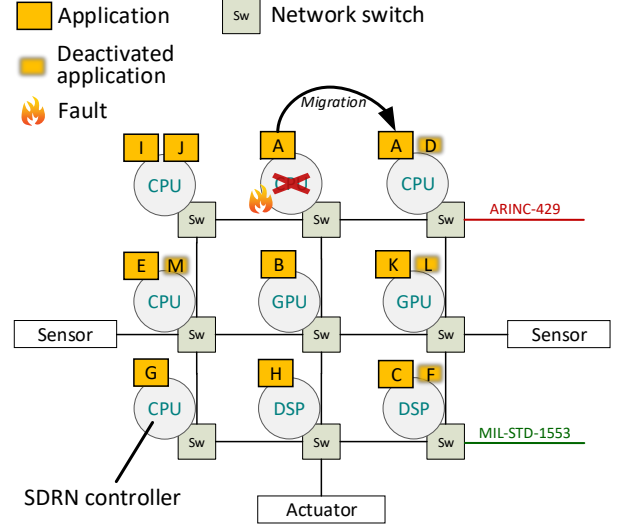 Application
Sw Network switch
Deactivated
application
Fault
Migration
I J A A D
CPU CPU CPU
Sw Sw Sw
ARINC-429
E M B K L
CPU GPU GPU
Sensor Sw Sw Sw Sensor
G H C F
CPU DSP DSP
Sw Sw Sw
MIL-STD-1553
SDRN controller
Actuator